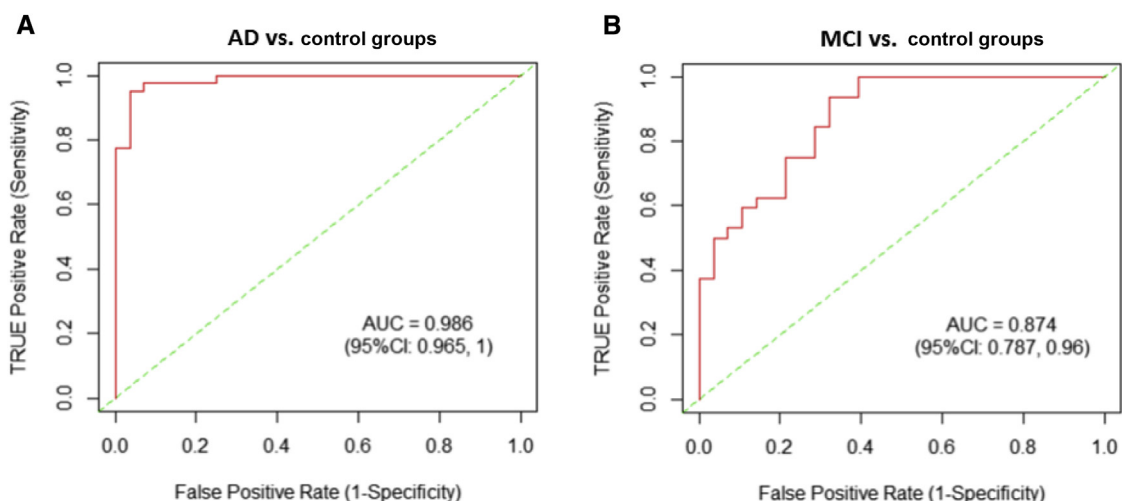 A
AD vs. control groups
TRUE Positive Rate (Sensitivity)
1.0
0.8
0.6
0.4
0.2
0.0
AUC = 0.986
(95%CI: 0.965, 1)
0.0 0.2 0.4 0.6 0.8 1.0
False Positive Rate (1-Specificity)
B
MCI vs. control groups
TRUE Positive Rate (Sensitivity)
1.0
0.8
0.6
0.4
0.2
0.0
AUC = 0.874
(95%CI: 0.787, 0.96)
0.0 0.2 0.4 0.6 0.8 1.0
False Positive Rate (1-Specificity)